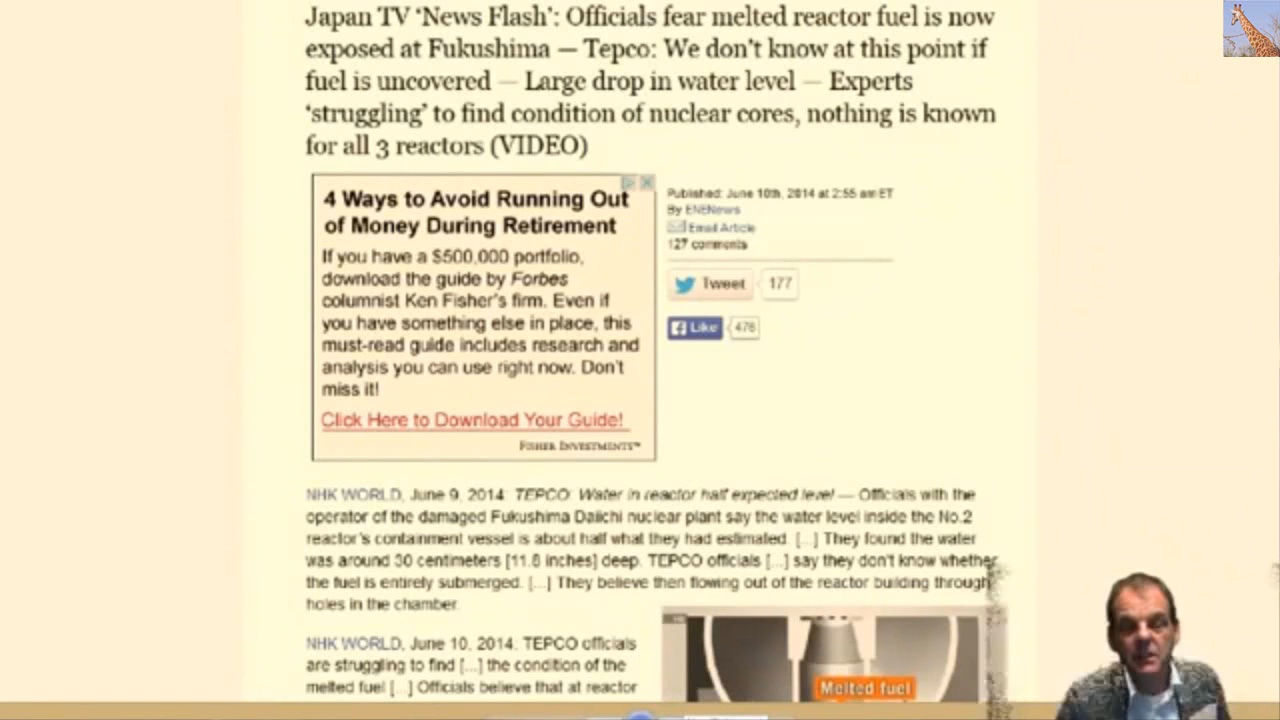 Japan TV ‘News Flash’: Officials fear melted reactor fuel is now
exposed at Fukushima — Tepco: We don’t know at this point if
fuel is uncovered — Large drop in water level — Experts
‘struggling’ to find condition of nuclear cores, nothing is known
for all 3 reactors (VIDEO)
4 Ways to Avoid Running Out
of Money During Retirement
If you have a $500,000 portfolio,
download the guide by Forbes
columnist Ken Fisher's firm. Even if
you have something else in place, this
must-read guide includes research and
analysis you can use right now. Don't
miss it!
Click Here to Download Your Guide!
FISHER INVESTMENTS™
Published: June 10th, 2014 at 2:55 am ET
By ENENews
Email Article
127 comments
Tweet 177
Like 476
NHK WORLD, June 9, 2014: TEPCO: Water in reactor half expected level — Officials with the
operator of the damaged Fukushima Daiichi nuclear plant say the water level inside the No.2
reactor's containment vessel is about half what they had estimated. [...] They found the water
was around 30 centimeters [11.8 inches] deep. TEPCO officials [...] say they don't know whether
the fuel is entirely submerged. [...] They believe then flowing out of the reactor building through
holes in the chamber.
NHK WORLD, June 10, 2014: TEPCO officials
are struggling to find [...] the condition of the
melted fuel [...] Officials believe that at reactor
Melted fuel